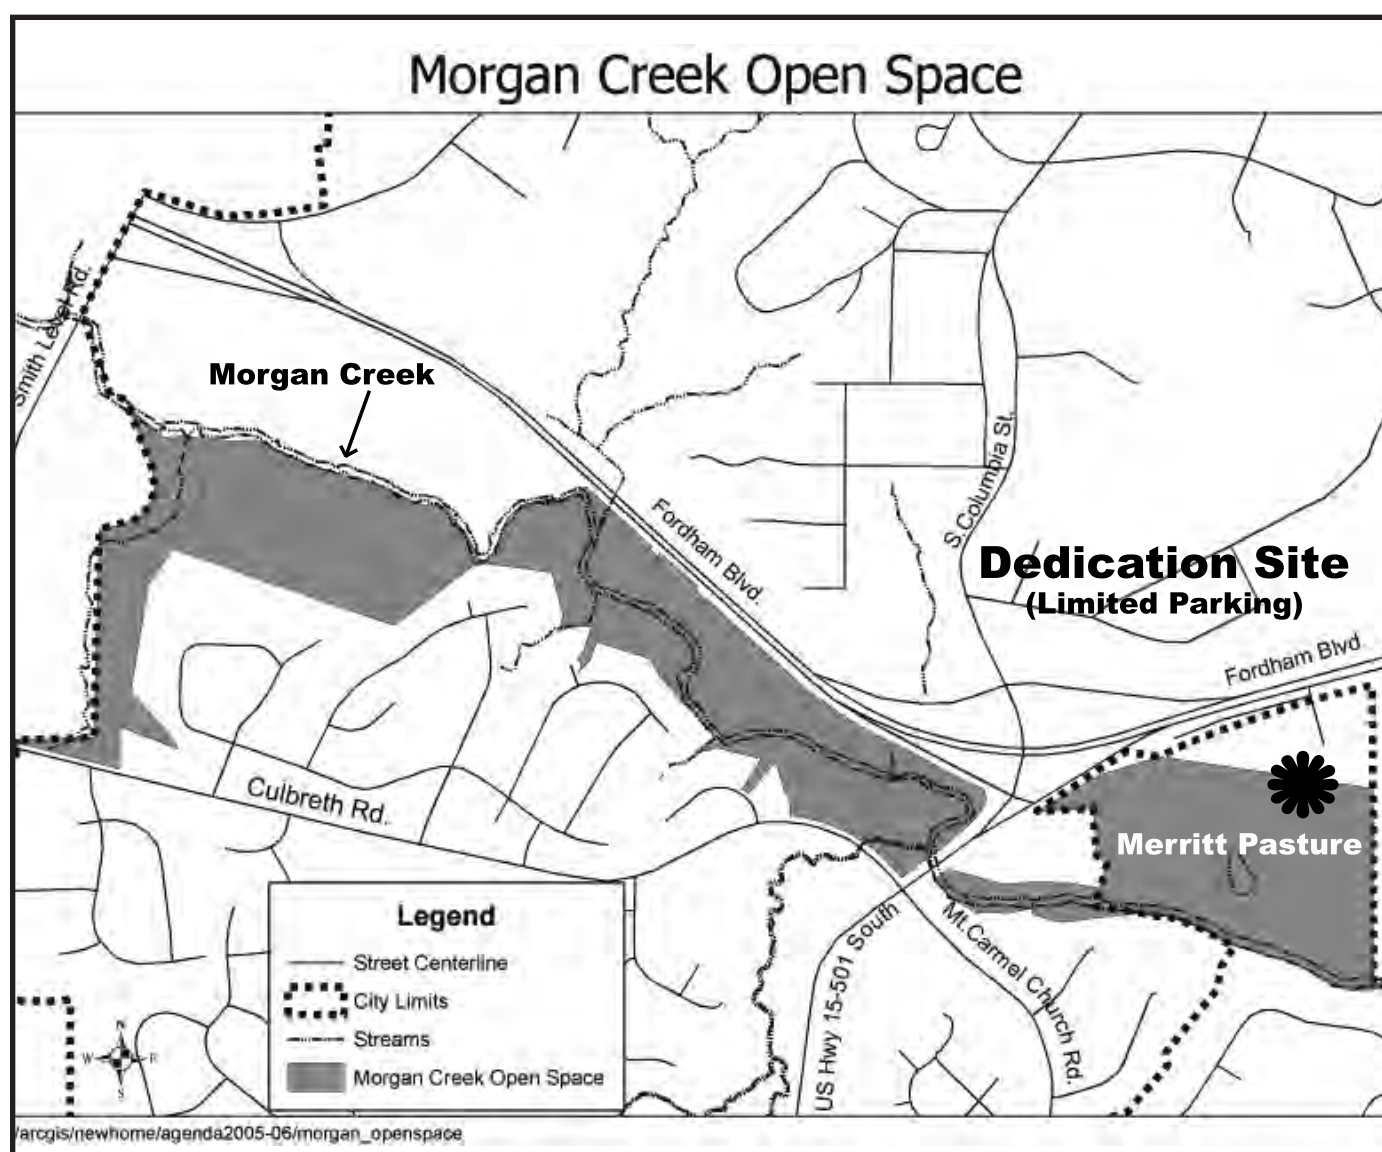 Morgan Creek Open Space
Smith Level Rd.
Morgan Creek
Fordham Blvd.
S.Columbia St.
Dedication Site
(Limited Parking)
Fordham Blvd.
Culbreth Rd.
Merritt Pasture
US Hwy 15-501 South
Mt.Carmel Church Rd.
Legend
Street Centerline
City Limits
Streams
Morgan Creek Open Space
N
W
S
/arcgis/newhome/agenda2005-06/morgan_openspace